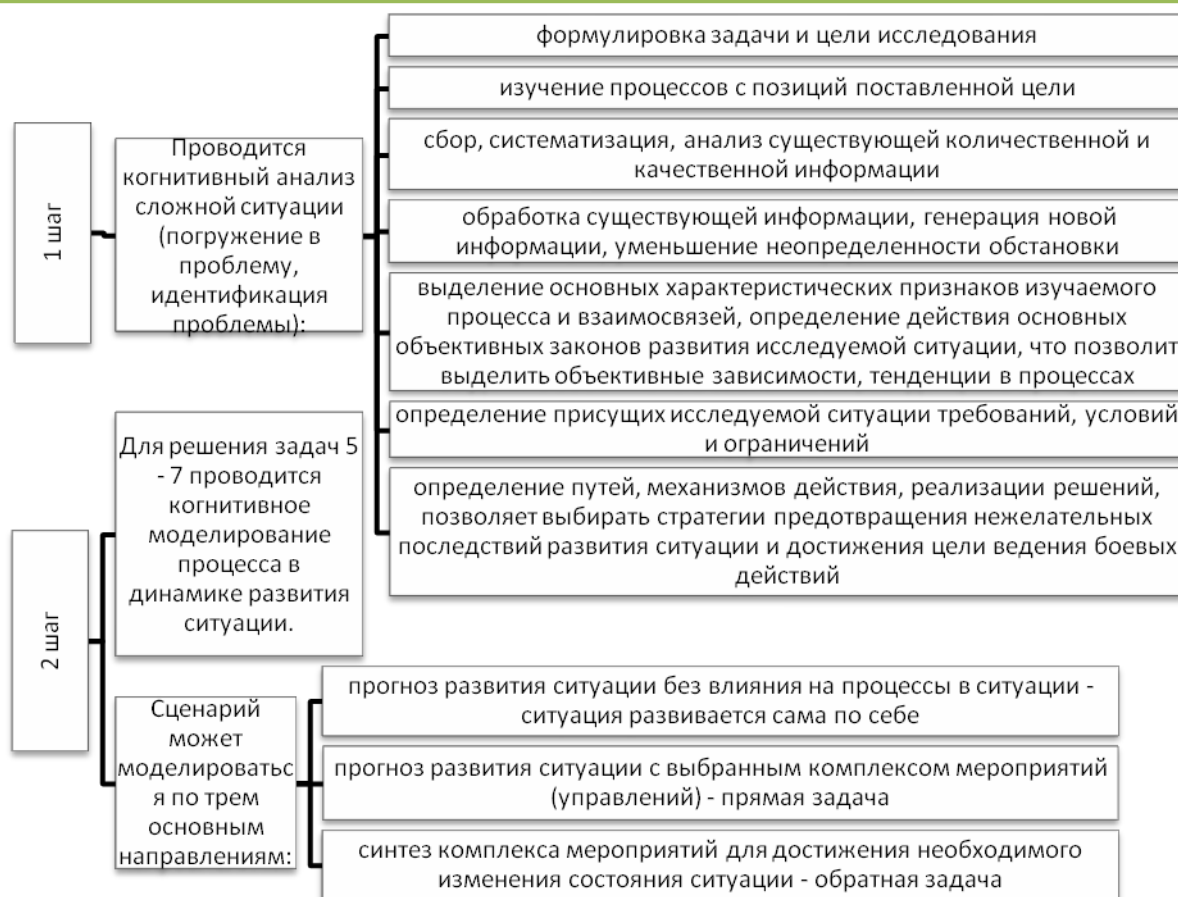 1 шаг
Проводится
когнитивный анализ
сложной ситуации
(погружение в
проблему,
идентификация
проблемы):
формулировка задачи и цели исследования
изучение процессов с позиций поставленной цели
сбор, систематизация, анализ существующей количественной и
качественной информации
обработка существующей информации, генерация новой
информации, уменьшение неопределенности обстановки
выделение основных характеристических признаков изучаемого
процесса и взаимосвязей, определение действия основных
объективных законов развития исследуемой ситуации, что позволит
выделить объективные зависимости, тенденции в процессах
определение присущих исследуемой ситуации требований, условий
и ограничений
определение путей, механизмов действия, реализации решений,
позволяет выбирать стратегии предотвращения нежелательных
последствий развития ситуации и достижения цели ведения боевых
действий
2 шаг
Для решения задач 5
- 7 проводится
когнитивное
моделирование
процесса в
динамике развития
ситуации.
Сценарий
может
моделироватьс
я по трем
основным
направлениям:
прогноз развития ситуации без влияния на процессы в ситуации -
ситуация развивается сама по себе
прогноз развития ситуации с выбранным комплексом мероприятий
(управлений) - прямая задача
синтез комплекса мероприятий для достижения необходимого
изменения состояния ситуации - обратная задача